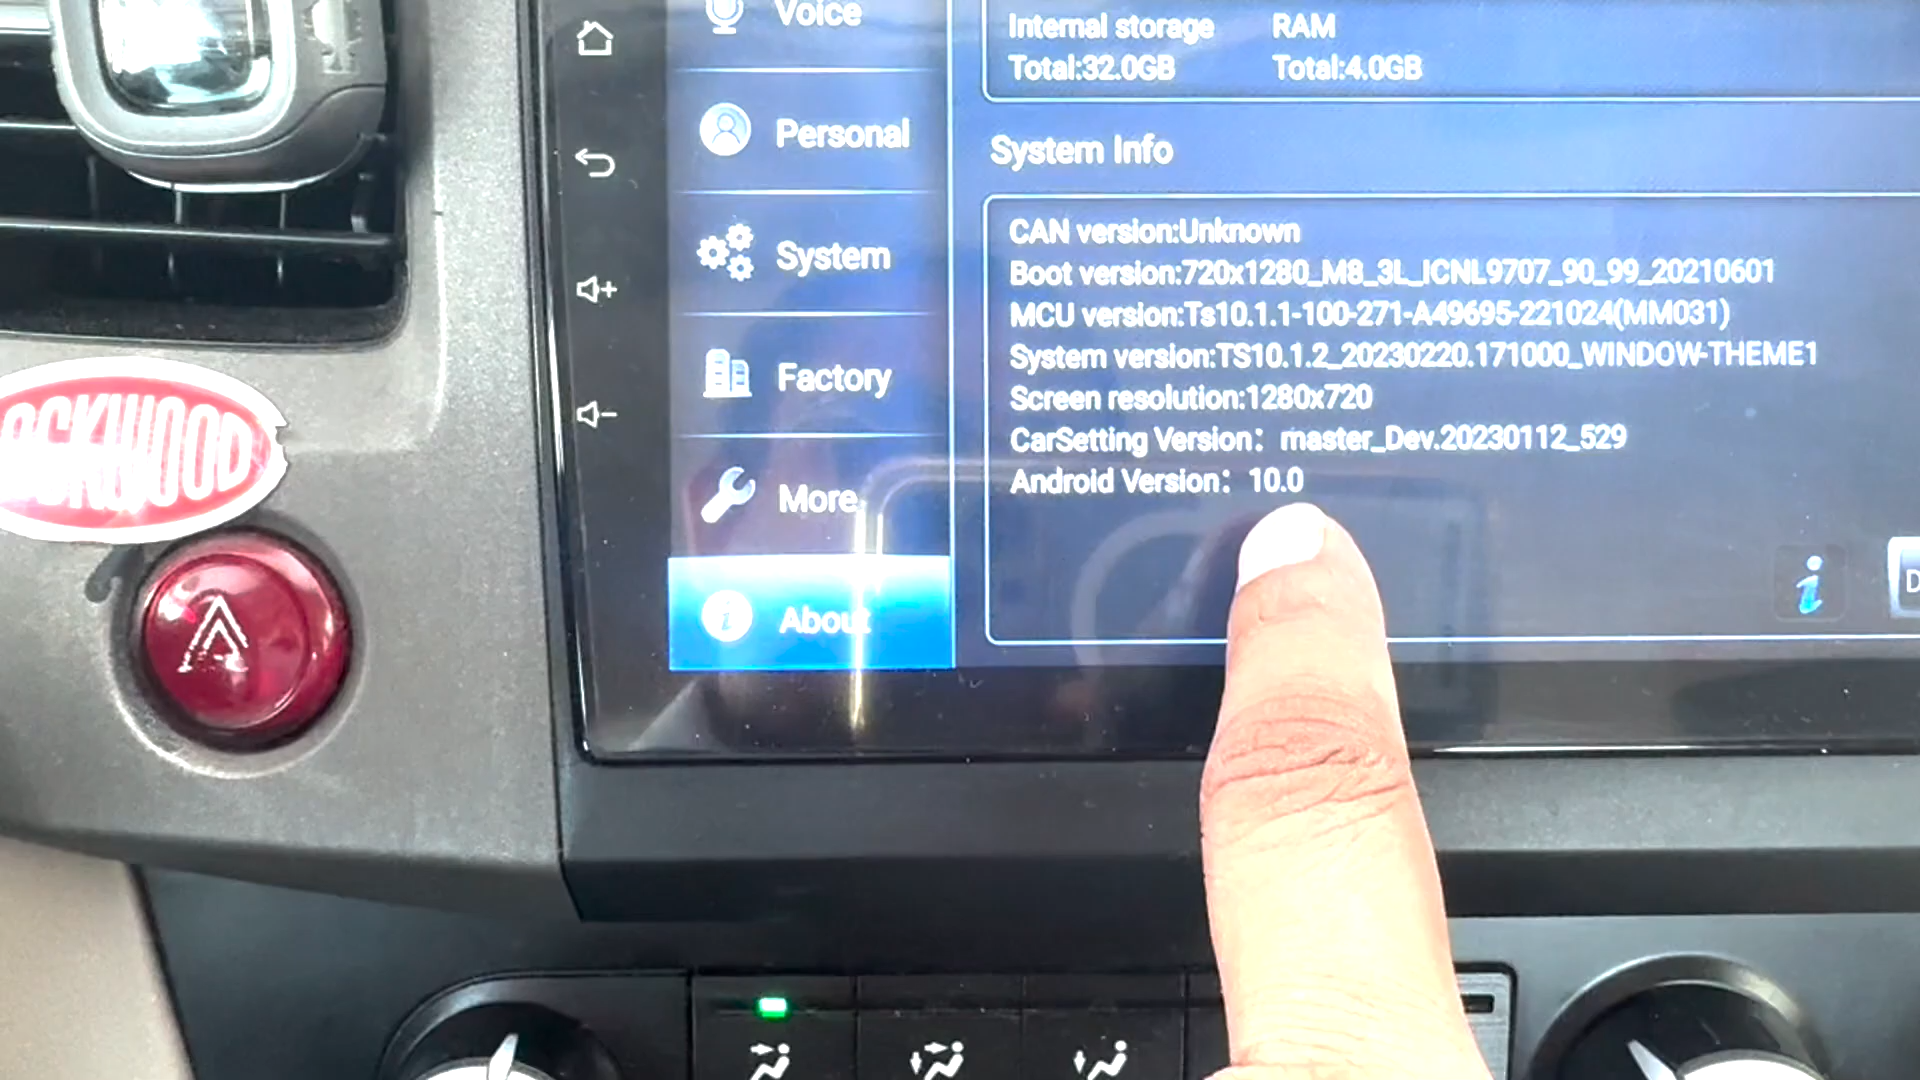 Voice
Personal
System
Factory
More
About
Internal storage RAM
Total:32.0GB Total:4.0GB
System Info
CAN version:Unknown
Boot version:720x1280_M8_3L_ICNL9707_90_99_20210601
MCU version:Ts10.1.1-100-271-A49695-221024(MM031)
System version:TS10.1.2_20230220.171000_WINDOW-THEME1
Screen resolution:1280x720
CarSetting Version: master_Dev.20230112_529
Android Version: 10.0
OCKWOOD